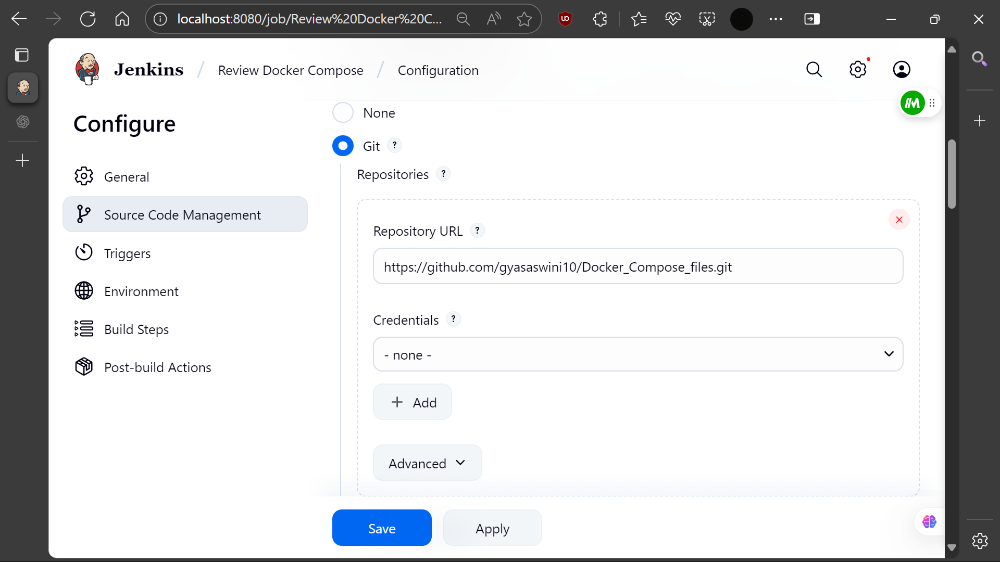 localhost:8080/job/Review%20Docker%20C...
Jenkins / Review Docker Compose / Configuration
Configure
General
Source Code Management
Triggers
Environment
Build Steps
Post-build Actions
None
Git ?
Repositories ?
Repository URL ?
https://github.com/gyasaswini10/Docker_Compose_files.git
Credentials ?
- none -
+ Add
Advanced
Save
Apply